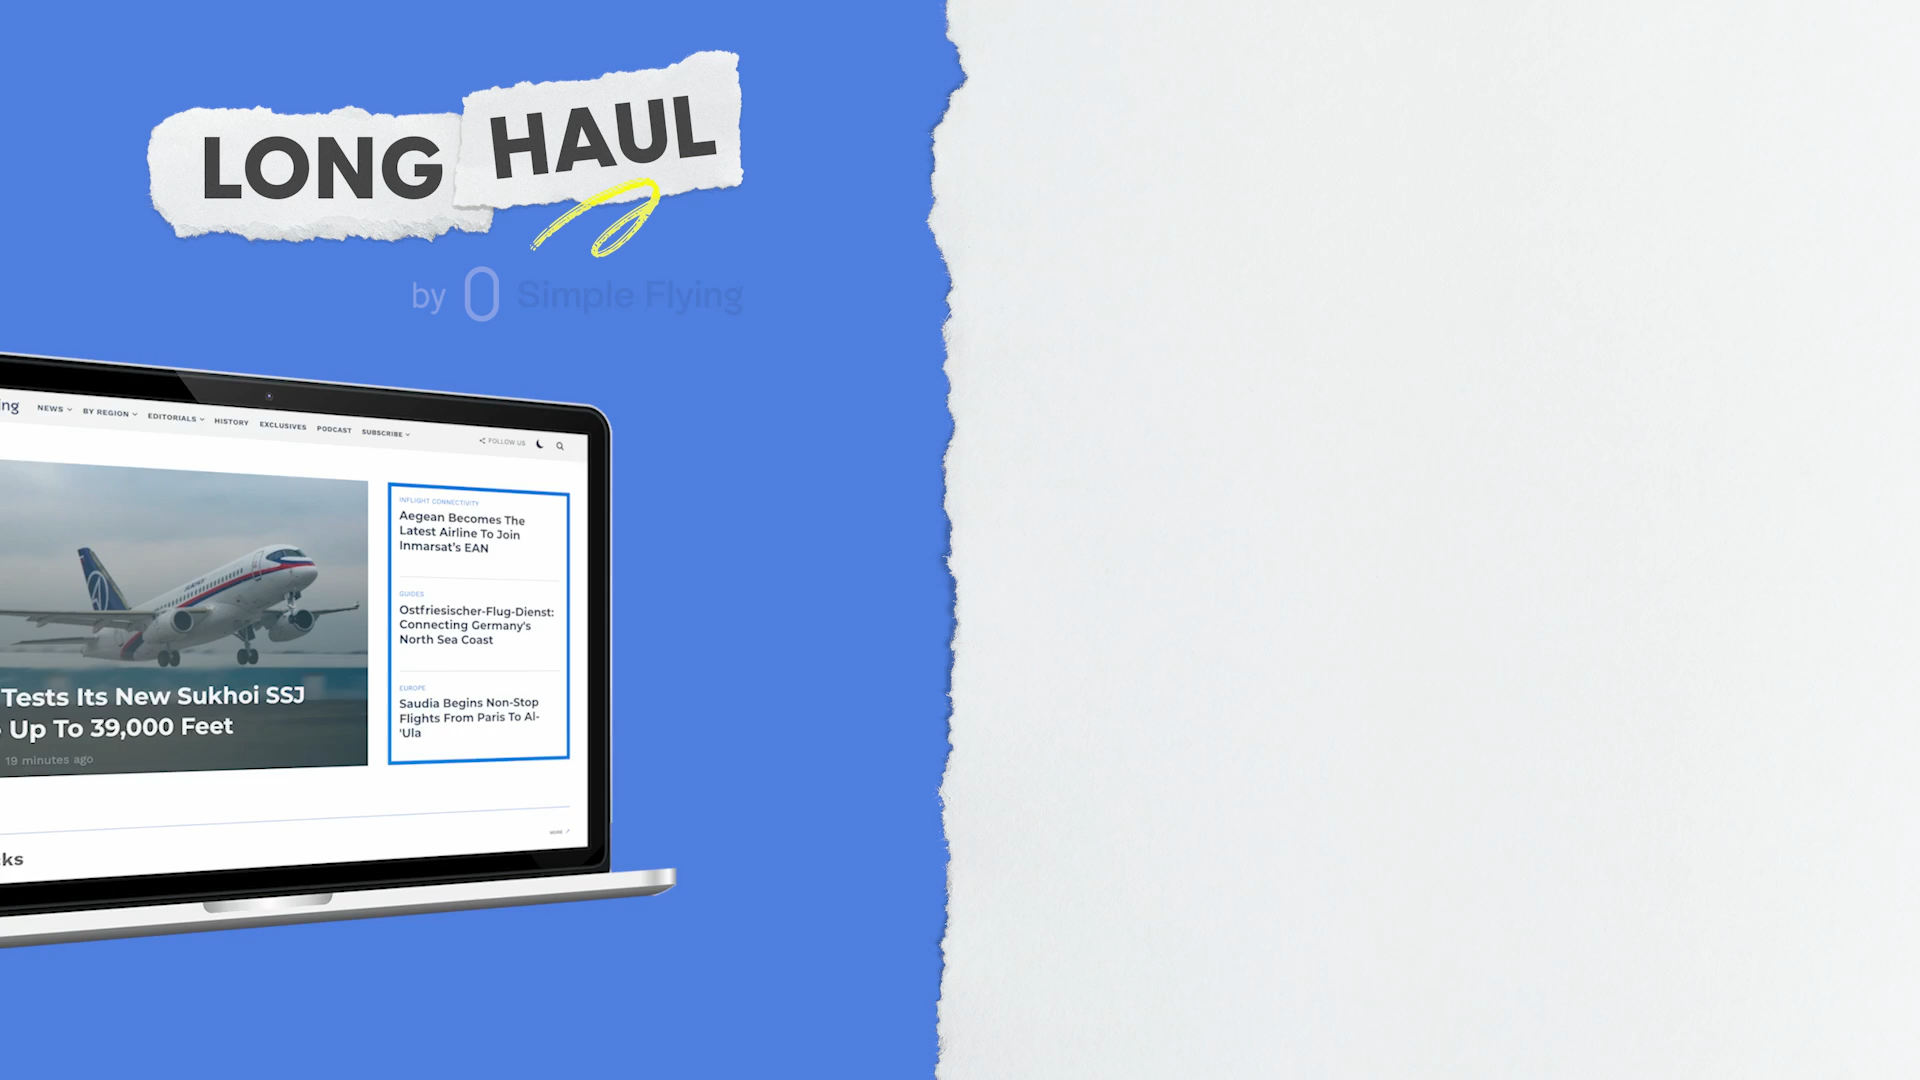 LONG HAUL
by Simple Flying
ing NEWS BY REGION EDITORIALS HISTORY EXCLUSIVES PODCAST SUBSCRIBE FOLLOW US
INFLIGHT CONNECTIVITY
Aegean Becomes The
Latest Airline To Join
Inmarsat's EAN
GUIDES
Ostfriesischer-Flug-Dienst:
Connecting Germany's
North Sea Coast
EUROPE
Saudia Begins Non-Stop
Flights From Paris To Al-
'Ula
SUKHOI
Tests Its New Sukhoi SSJ
Up To 39,000 Feet
19 minutes ago
MORE
cks